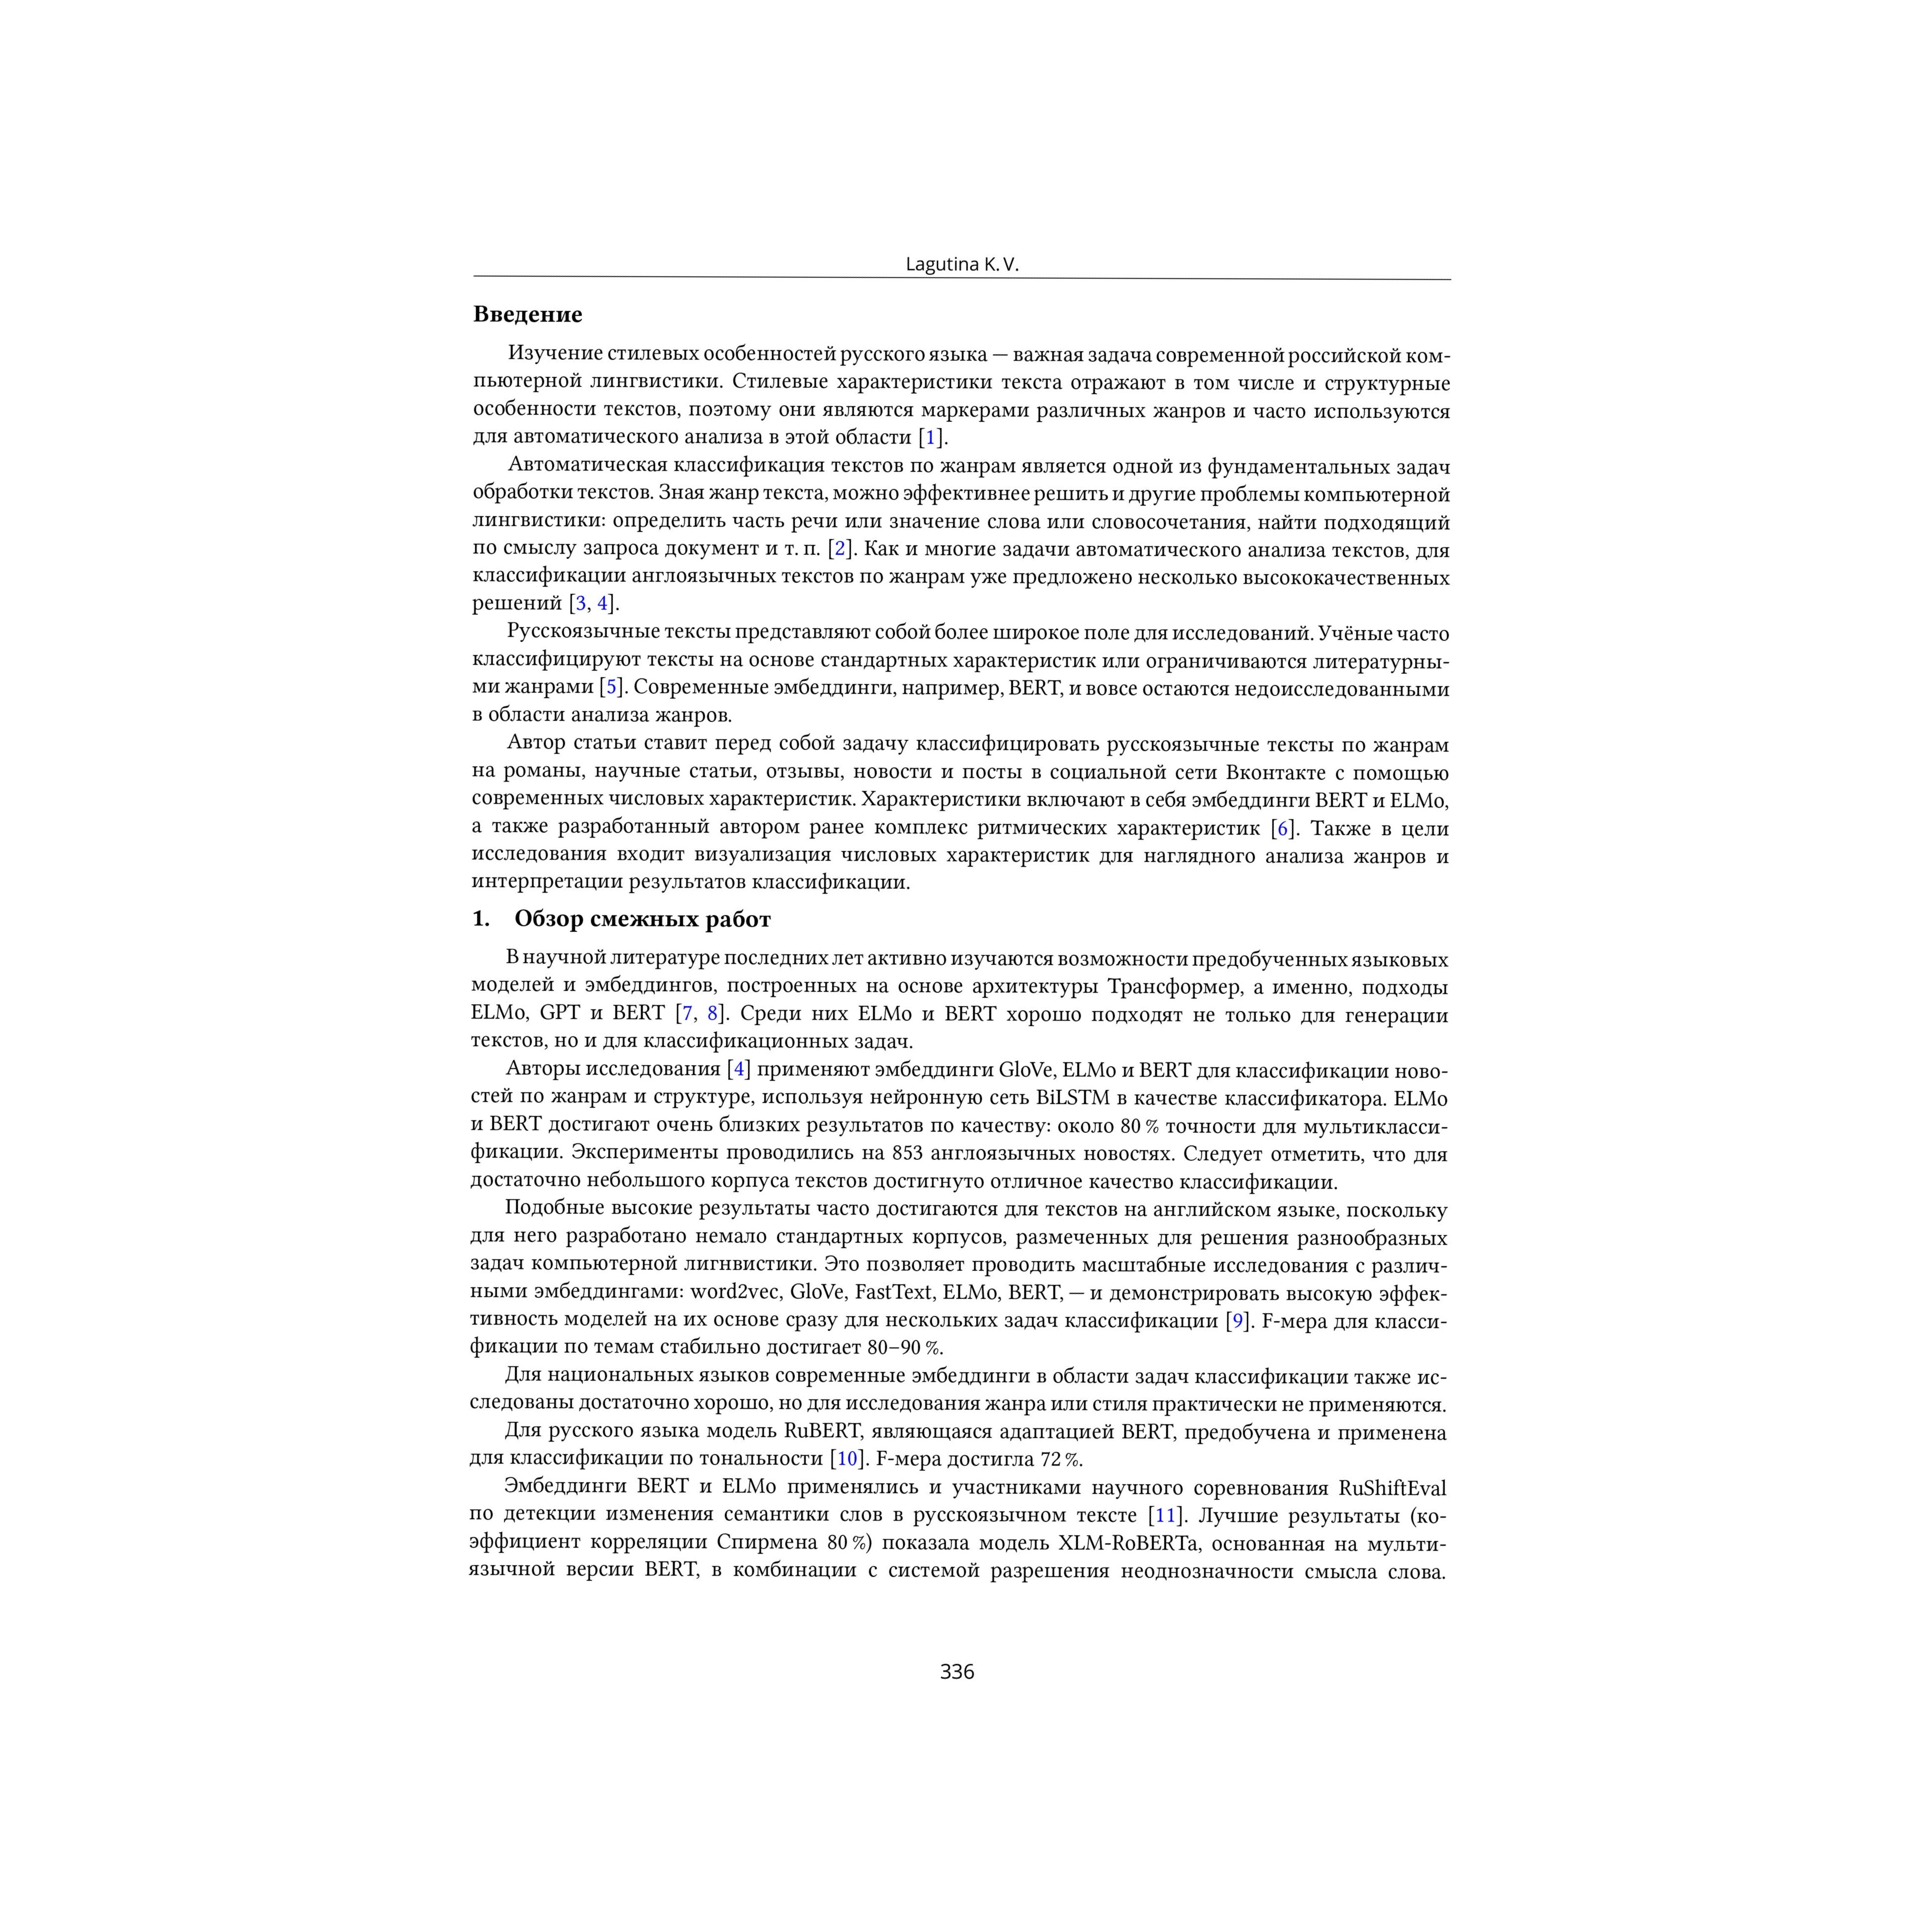 Lagutina K. V.
Введение
Изучение стилевых особенностей русского языка — важная задача современной российской ком-
пьютерной лингвистики. Стилевые характеристики текста отражают в том числе и структурные
особенности текстов, поэтому они являются маркерами различных жанров и часто используются
для автоматического анализа в этой области [1].
Автоматическая классификация текстов по жанрам является одной из фундаментальных задач
обработки текстов. Зная жанр текста, можно эффективнее решить и другие проблемы компьютерной
лингвистики: определить часть речи или значение слова или словосочетания, найти подходящий
по смыслу запроса документ и т. п. [2]. Как и многие задачи автоматического анализа текстов, для
классификации англоязычных текстов по жанрам уже предложено несколько высококачественных
решений [3, 4].
Русскоязычные тексты представляют собой более широкое поле для исследований. Учёные часто
классифицируют тексты на основе стандартных характеристик или ограничиваются литературны-
ми жанрами [5]. Современные эмбеддинги, например, BERT, и вовсе остаются недоисследованными
в области анализа жанров.
Автор статьи ставит перед собой задачу классифицировать русскоязычные тексты по жанрам
на романы, научные статьи, отзывы, новости и посты в социальной сети Вконтакте с помощью
современных числовых характеристик. Характеристики включают в себя эмбеддинги BERT и ELMo,
а также разработанный автором ранее комплекс ритмических характеристик [6]. Также в цели
исследования входит визуализация числовых характеристик для наглядного анализа жанров и
интерпретации результатов классификации.
1. Обзор смежных работ
В научной литературе последних лет активно изучаются возможности предобученных языковых
моделей и эмбеддингов, построенных на основе архитектуры Трансформер, а именно, подходы
ELMo, GPT и BERT [7, 8]. Среди них ELMo и BERT хорошо подходят не только для генерации
текстов, но и для классификационных задач.
Авторы исследования [4] применяют эмбеддинги GloVe, ELMo и BERT для классификации ново-
стей по жанрам и структуре, используя нейронную сеть BiLSTM в качестве классификатора. ELMo
и BERT достигают очень близких результатов по качеству: около 80 % точности для мультикласси-
фикации. Эксперименты проводились на 853 англоязычных новостях. Следует отметить, что для
достаточно небольшого корпуса текстов достигнуто отличное качество классификации.
Подобные высокие результаты часто достигаются для текстов на английском языке, поскольку
для него разработано немало стандартных корпусов, размеченных для решения разнообразных
задач компьютерной лигнвистики. Это позволяет проводить масштабные исследования с различ-
ными эмбеддингами: word2vec, GloVe, FastText, ELMo, BERT, — и демонстрировать высокую эффек-
тивность моделей на их основе сразу для нескольких задач классификации [9]. F-мера для класси-
фикации по темам стабильно достигает 80–90 %.
Для национальных языков современные эмбеддинги в области задач классификации также ис-
следованы достаточно хорошо, но для исследования жанра или стиля практически не применяются.
Для русского языка модель RuBERT, являющаяся адаптацией BERT, предобучена и применена
для классификации по тональности [10]. F-мера достигла 72 %.
Эмбеддинги BERT и ELMo применялись и участниками научного соревнования RuShiftEval
по детекции изменения семантики слов в русскоязычном тексте [11]. Лучшие результаты (ко-
эффициент корреляции Спирмена 80 %) показала модель XLM-RoBERTa, основанная на мульти-
язычной версии BERT, в комбинации с системой разрешения неоднозначности смысла слова.
336